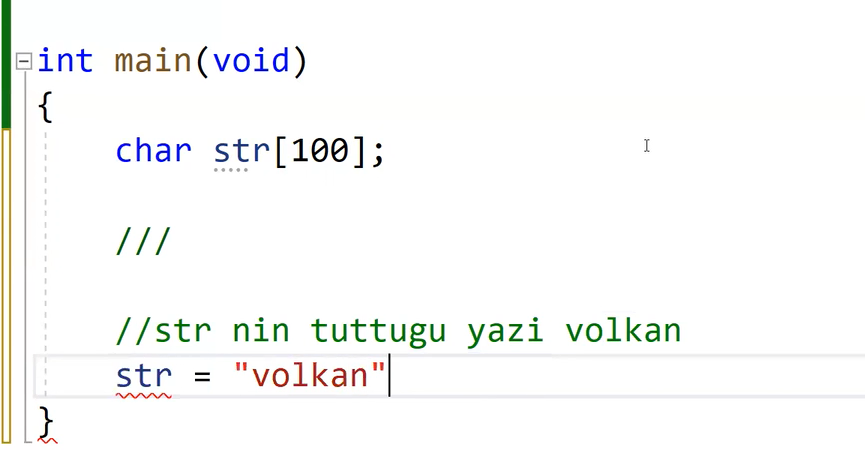 int main(void)
{
char str[100];
///
//str nin tuttugu yazi volkan
str = "volkan"
}